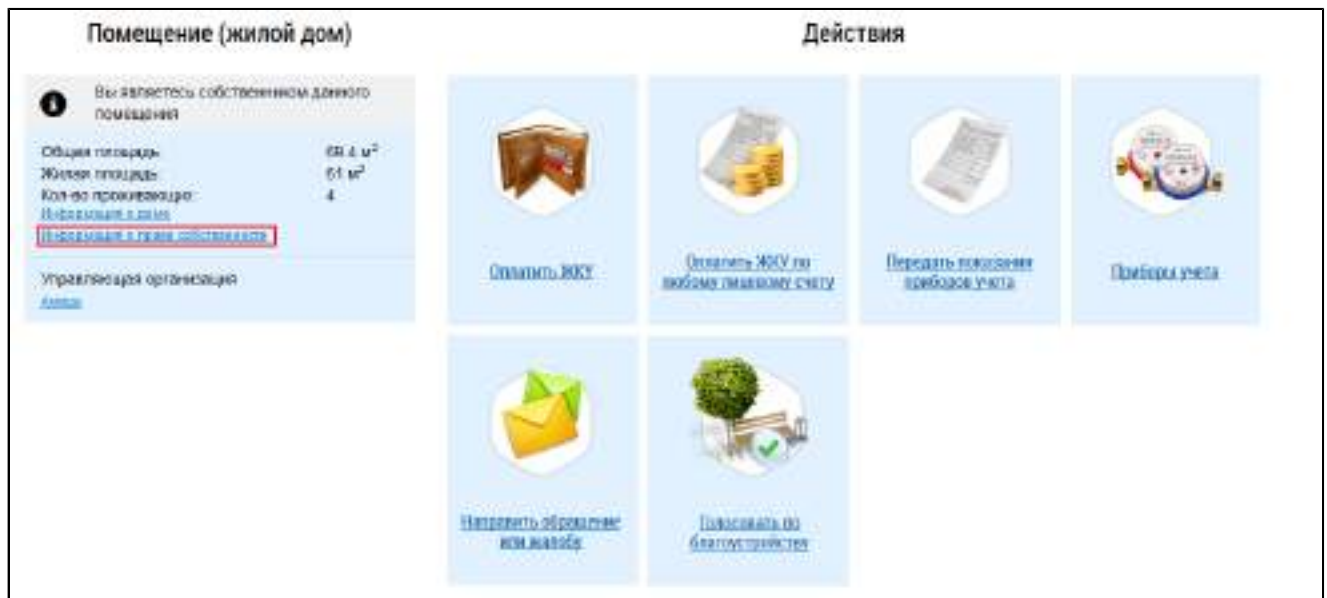 Помещение (жилой дом)
Действия
Вы являетесь собственником данного
помещения
Общая площадь
69.4 м²
Жилая площадь
61 м²
Кол-во проживающих:
4
Информация о доме
Информация о праве собственности
Управляющая организация
Оплатить ЖКУ
Оплатить ЖКУ по
любому лицевому счету
Передать показания
приборов учета
Приборы учета
Направить обращение
или жалобу
Голосовать по
благоустройству